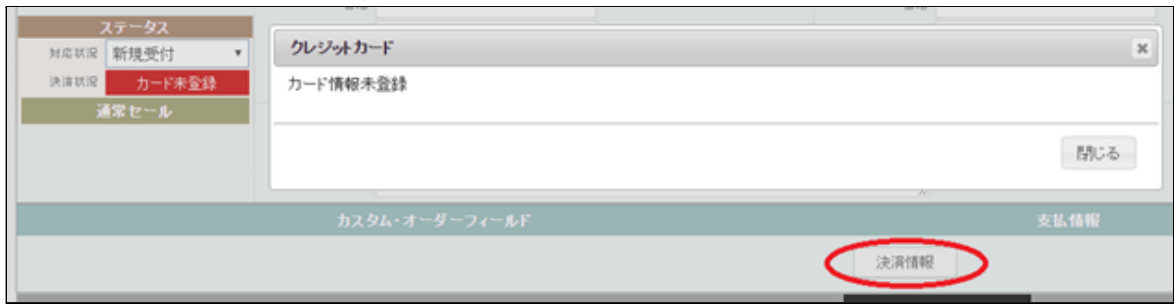 ステータス
対応状況 新規受付
決済状況 カード未登録
通常セール
クレジットカード
カード情報未登録
閉じる
カスタム・オーダーフィールド 支払情報
決済情報